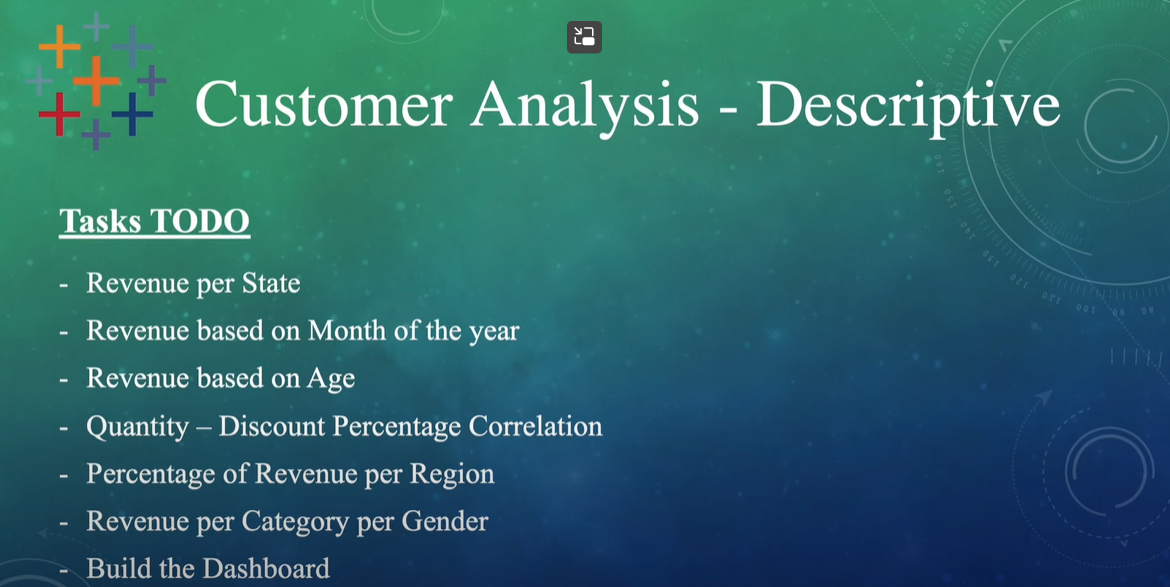 Customer Analysis - Descriptive
Tasks TODO
- Revenue per State
- Revenue based on Month of the year
- Revenue based on Age
- Quantity – Discount Percentage Correlation
- Percentage of Revenue per Region
- Revenue per Category per Gender
- Build the Dashboard